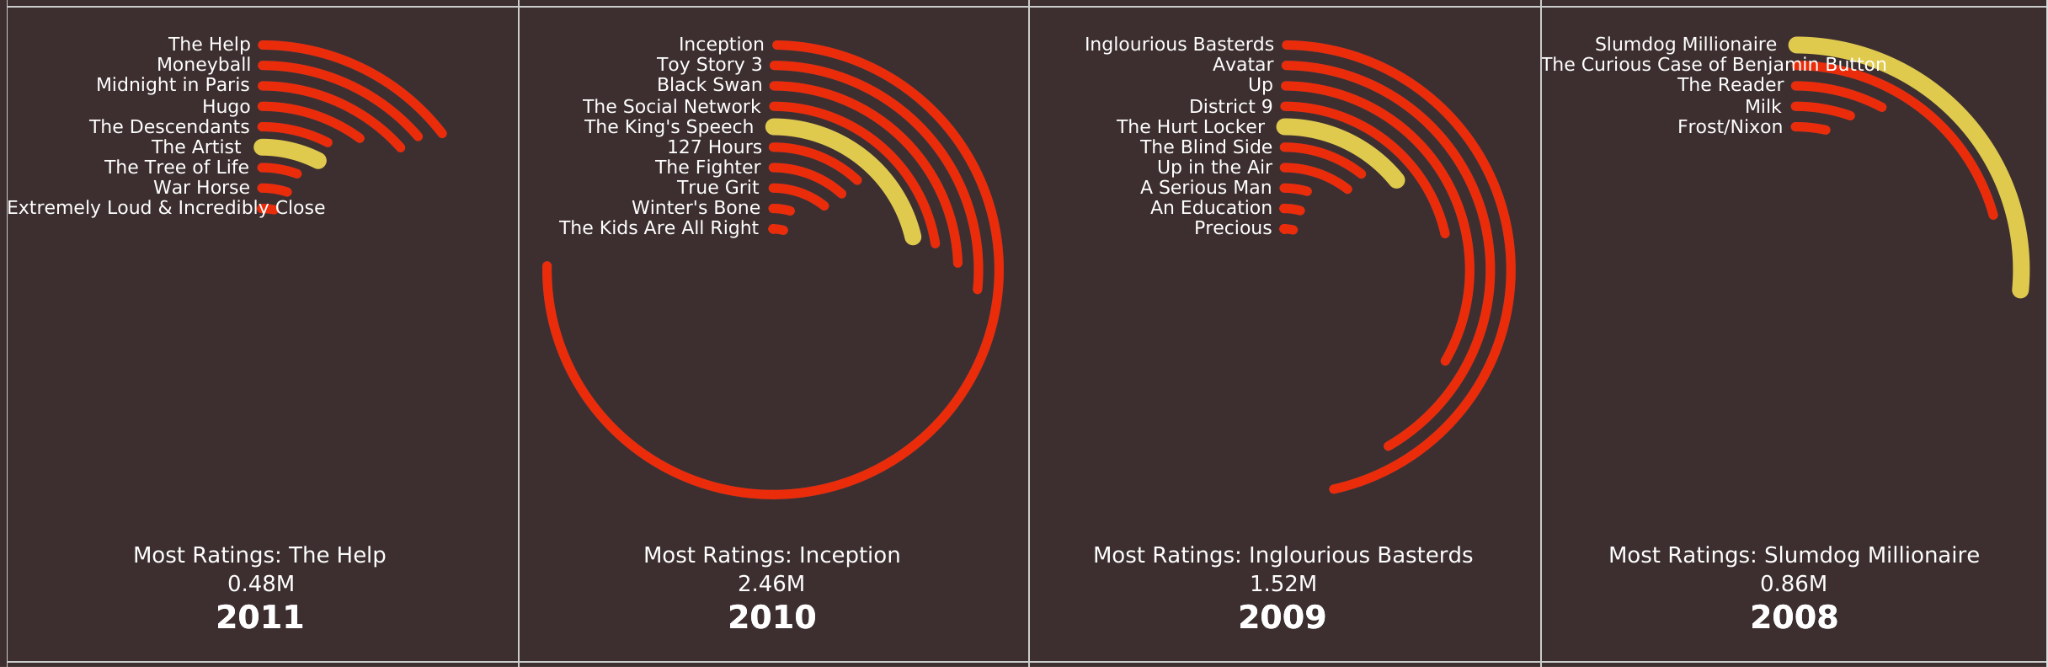 The Help
Moneyball
Midnight in Paris
Hugo
The Descendants
The Artist
The Tree of Life
War Horse
Extremely Loud & Incredibly Close
Most Ratings: The Help
0.48M
2011
Inception
Toy Story 3
Black Swan
The Social Network
The King's Speech
127 Hours
The Fighter
True Grit
Winter's Bone
The Kids Are All Right
Most Ratings: Inception
2.46M
2010
Inglourious Basterds
Avatar
Up
District 9
The Hurt Locker
The Blind Side
Up in the Air
A Serious Man
An Education
Precious
Most Ratings: Inglourious Basterds
1.52M
2009
Slumdog Millionaire
The Curious Case of Benjamin Button
The Reader
Milk
Frost/Nixon
Most Ratings: Slumdog Millionaire
0.86M
2008